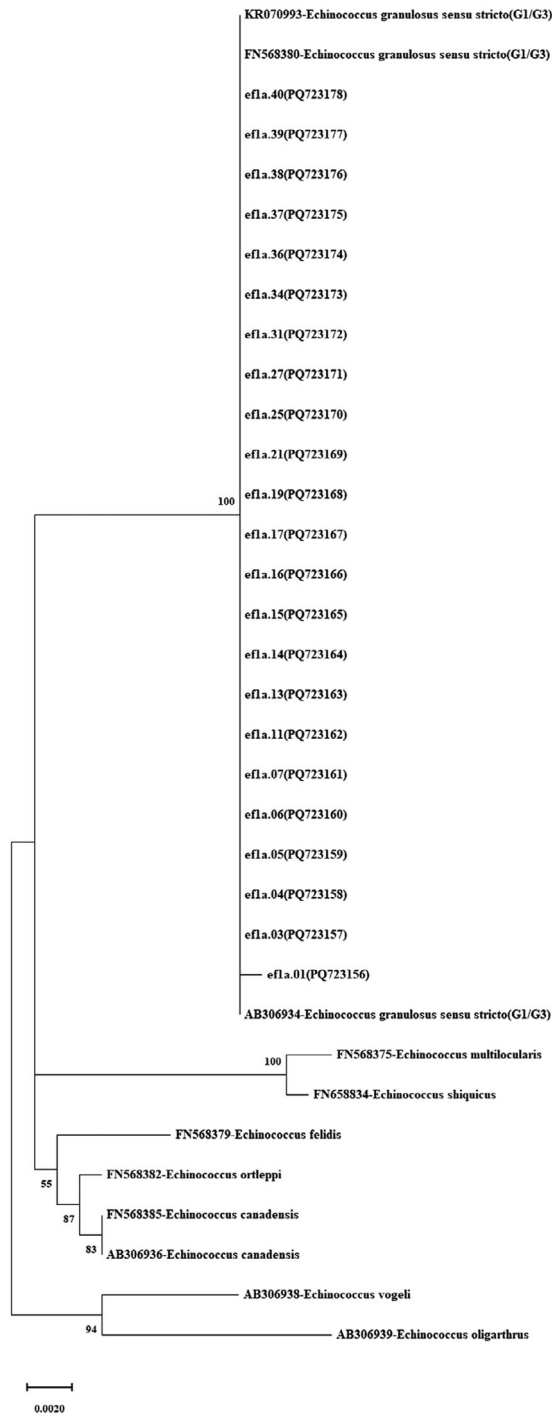 KR070993-Echinococcus granulosus sensu stricto(G1/G3)
FN568380-Echinococcus granulosus sensu stricto(G1/G3)
ef1a.40(PQ723178)
ef1a.39(PQ723177)
ef1a.38(PQ723176)
ef1a.37(PQ723175)
ef1a.36(PQ723174)
ef1a.34(PQ723173)
ef1a.31(PQ723172)
ef1a.27(PQ723171)
ef1a.25(PQ723170)
ef1a.21(PQ723169)
ef1a.19(PQ723168)
100
ef1a.17(PQ723167)
ef1a.16(PQ723166)
ef1a.15(PQ723165)
ef1a.14(PQ723164)
ef1a.13(PQ723163)
ef1a.11(PQ723162)
ef1a.07(PQ723161)
ef1a.06(PQ723160)
ef1a.05(PQ723159)
ef1a.04(PQ723158)
ef1a.03(PQ723157)
ef1a.01(PQ723156)
AB306934-Echinococcus granulosus sensu stricto(G1/G3)
FN568375-Echinococcus multilocularis
100
FN658834-Echinococcus shiquicus
FN568379-Echinococcus felidis
FN568382-Echinococcus ortleppi
55
FN568385-Echinococcus canadensis
87
83
AB306936-Echinococcus canadensis
AB306938-Echinococcus vogeli
94
AB306939-Echinococcus oligarthrus
0.0020